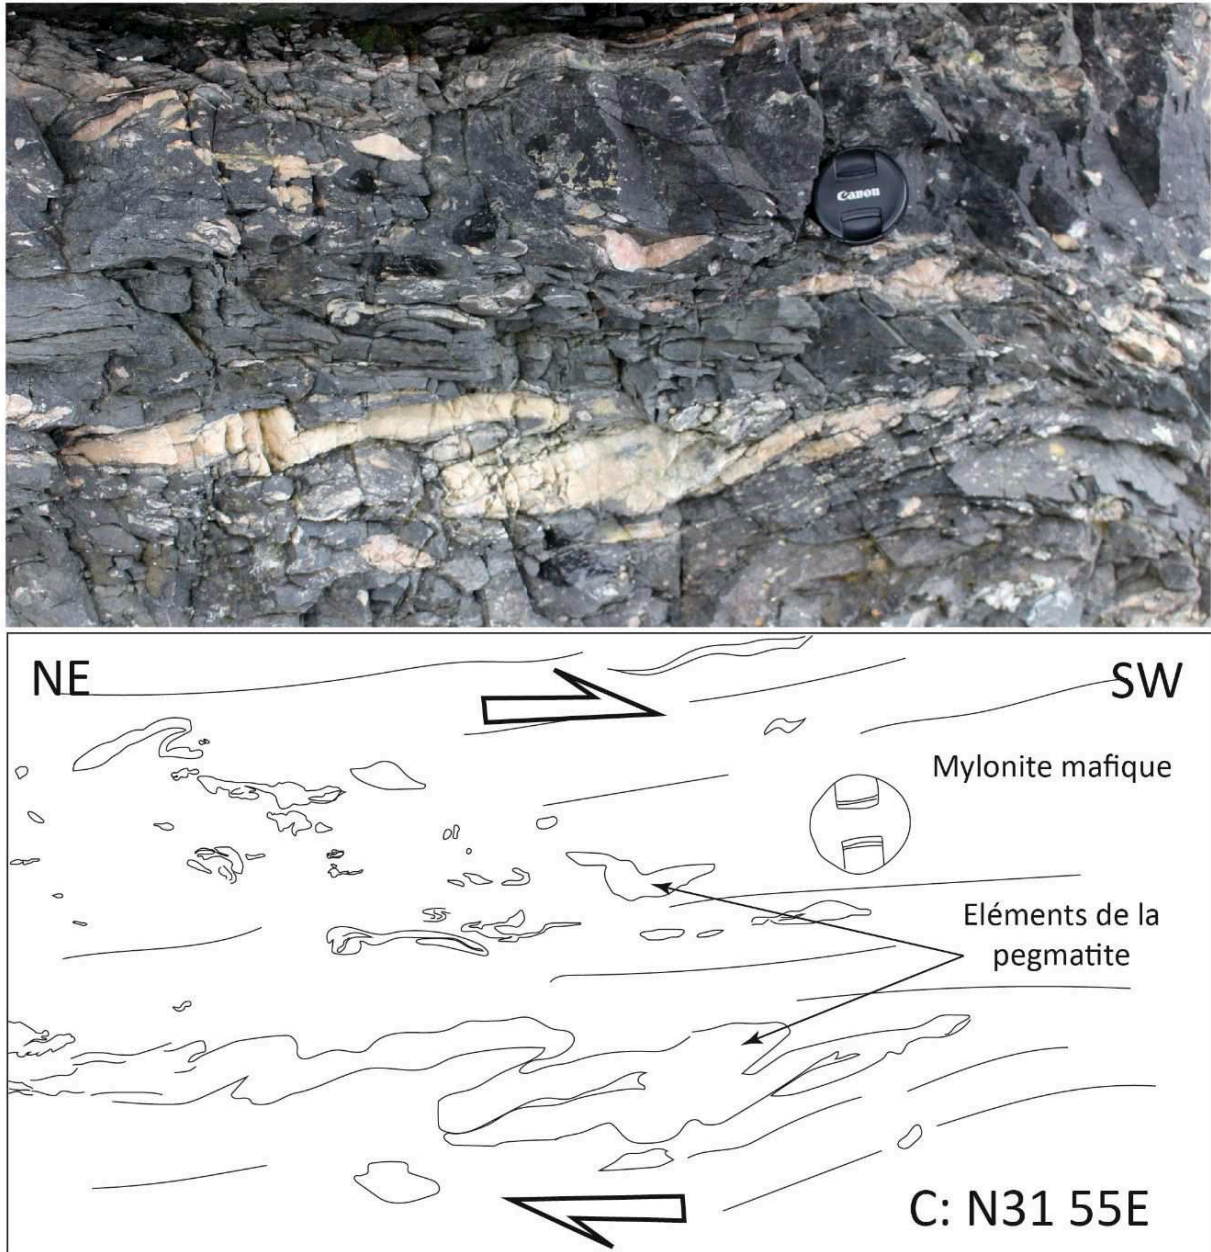 Canon
NE
SW
Mylonite mafique
Eléments de la
pegmatite
C: N31 55E